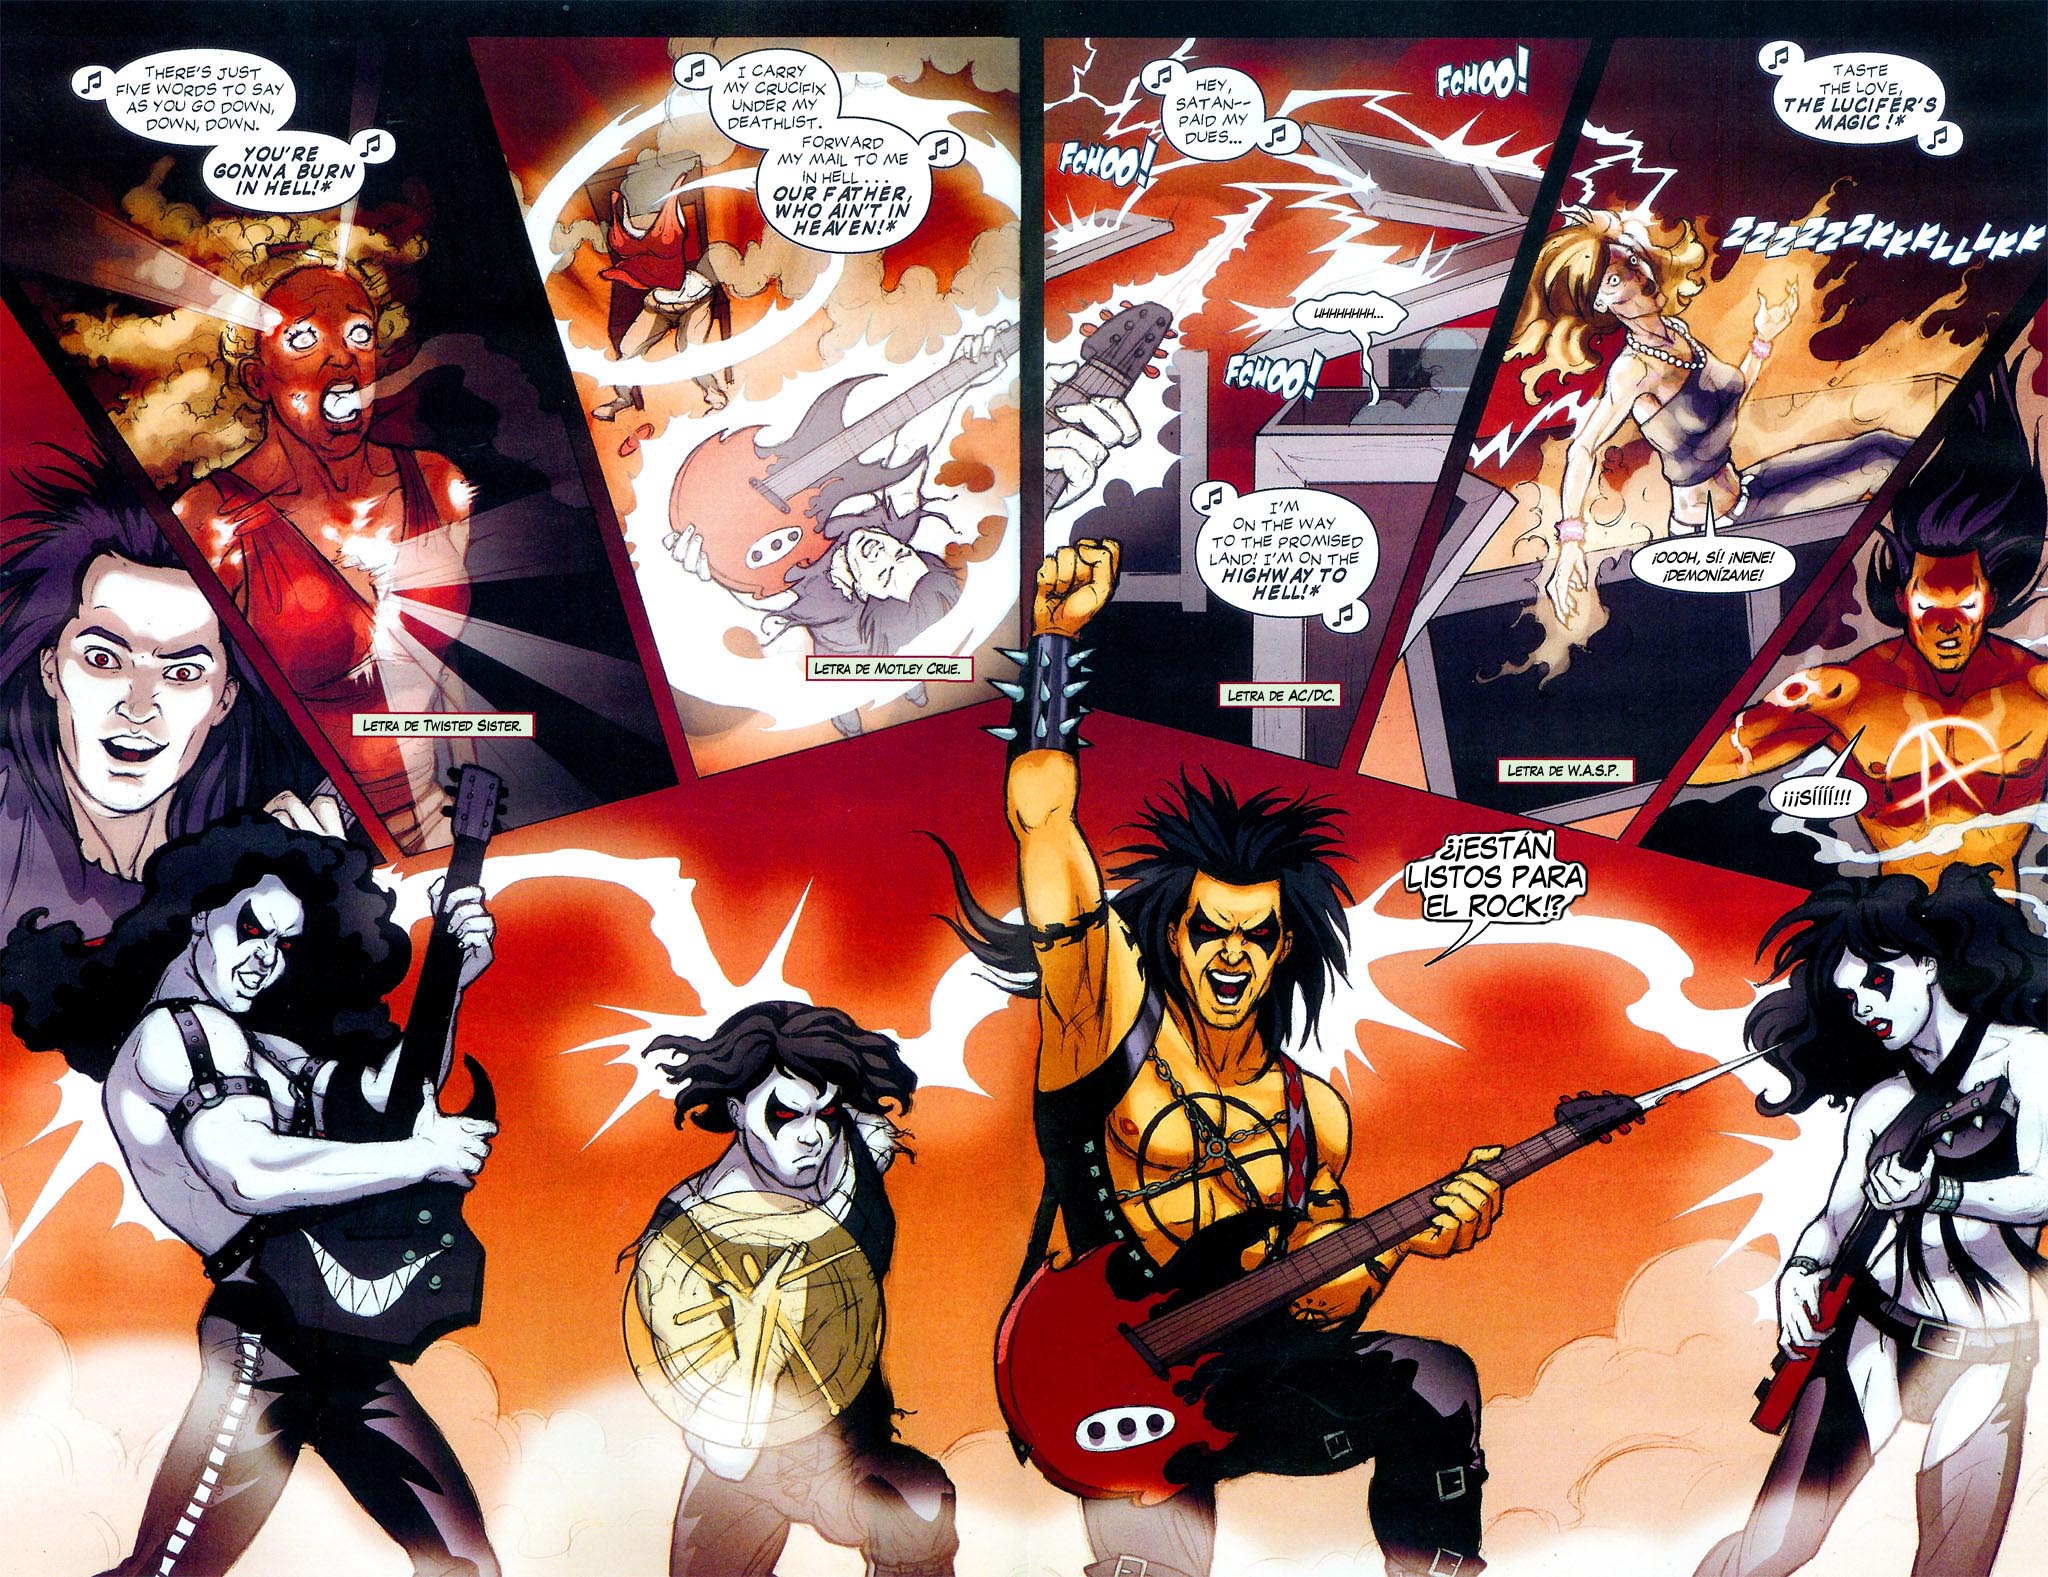 THERE'S JUST
FIVE WORDS TO SAY
AS YOU GO DOWN,
DOWN, DOWN.
YOU'RE
GONNA BURN
IN HELL!*
LETRA DE TWISTED SISTER.
I CARRY
MY CRUCIFIX
UNDER MY
DEATHLIST.
FORWARD
MY MAIL TO ME
IN HELL...
OUR FATHER,
WHO AIN'T IN
HEAVEN!*
LETRA DE MOTLEY CRUE.
HEY,
SATAN--
PAID MY
DUES...
FCHOO!
FCHOO!
FCHOO!
UHHHHHHH...
I'M
ON THE WAY
TO THE PROMISED
LAND! I'M ON THE
HIGHWAY TO
HELL!*
LETRA DE AC/DC.
TASTE
THE LOVE,
THE LUCIFER'S
MAGIC!*
ZZZZZZZKKKLLLKK
¡OOOH, SÍ! ¡NENE!
¡DEMONÍZAME!
LETRA DE W.A.S.P.
A
¡¡¡SÍÍÍÍ!!!
¿¡ESTÁN
LISTOS PARA
EL ROCK!?